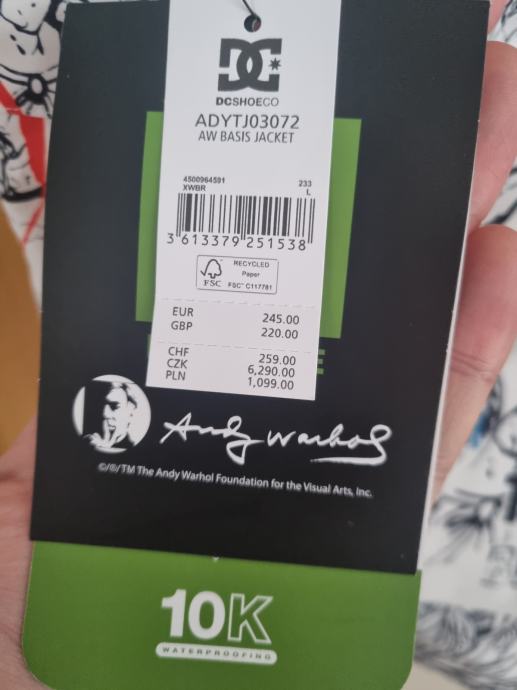 DC
DCSHOECO
ADYTJ03072
AW BASIS JACKET
4500964591 233
XWBR L
3 613379 251538
RECYCLED
Paper
FSC FSC® C117781
EUR 245.00
GBP 220.00
CHF 259.00
CZK 6,290.00
PLN 1,099.00
Andy Warhol
©/®/TM The Andy Warhol Foundation for the Visual Arts, Inc.
10K
WATERPROOFING